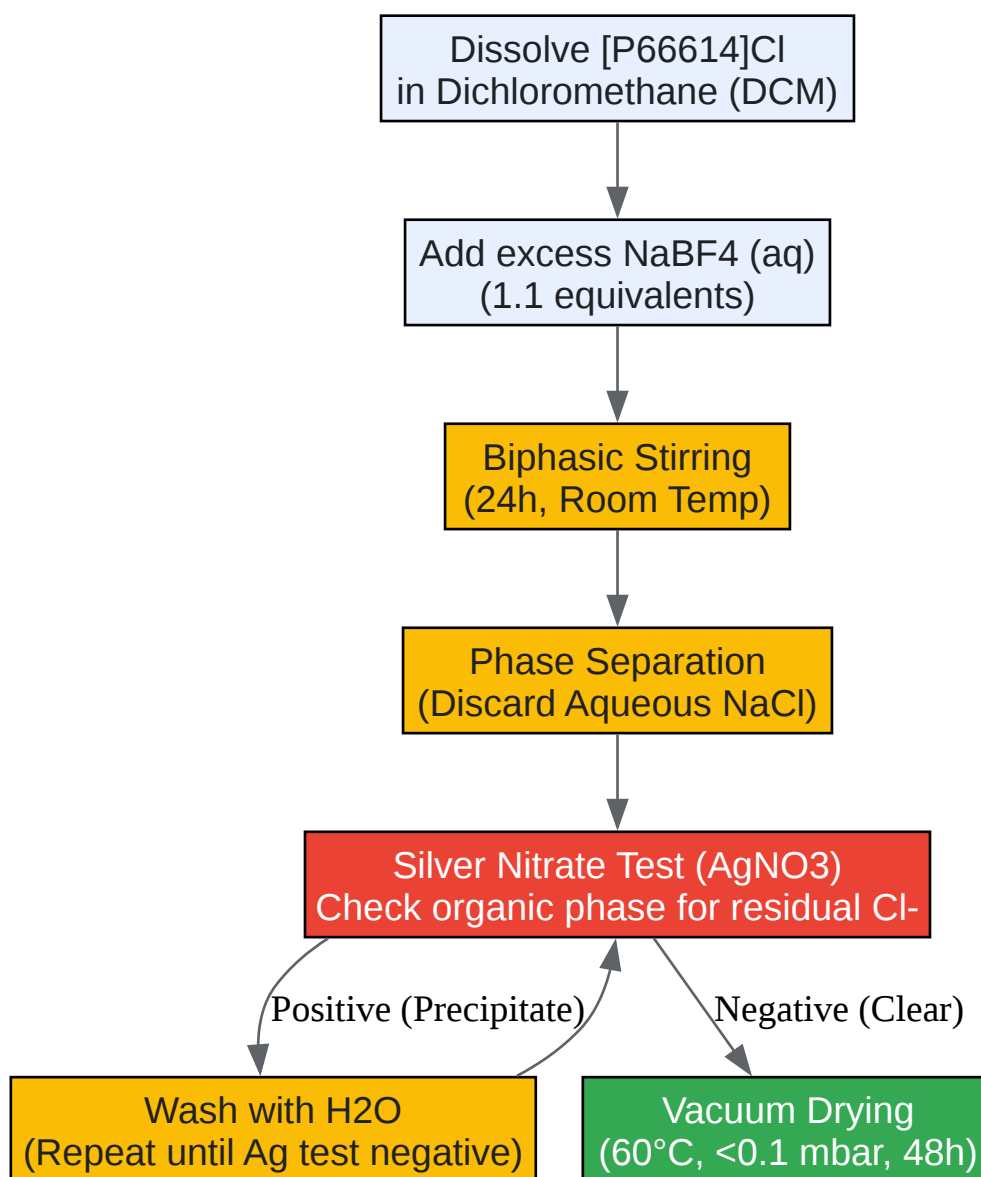 Dissolve [P66614]Cl
in Dichloromethane (DCM)
Add excess NaBF4 (aq)
(1.1 equivalents)
Biphasic Stirring
(24h, Room Temp)
Phase Separation
(Discard Aqueous NaCl)
Silver Nitrate Test (AgNO3)
Check organic phase for residual Cl-
Positive (Precipitate)
Negative (Clear)
Wash with H2O
(Repeat until Ag test negative)
Vacuum Drying
(60°C, <0.1 mbar, 48h)